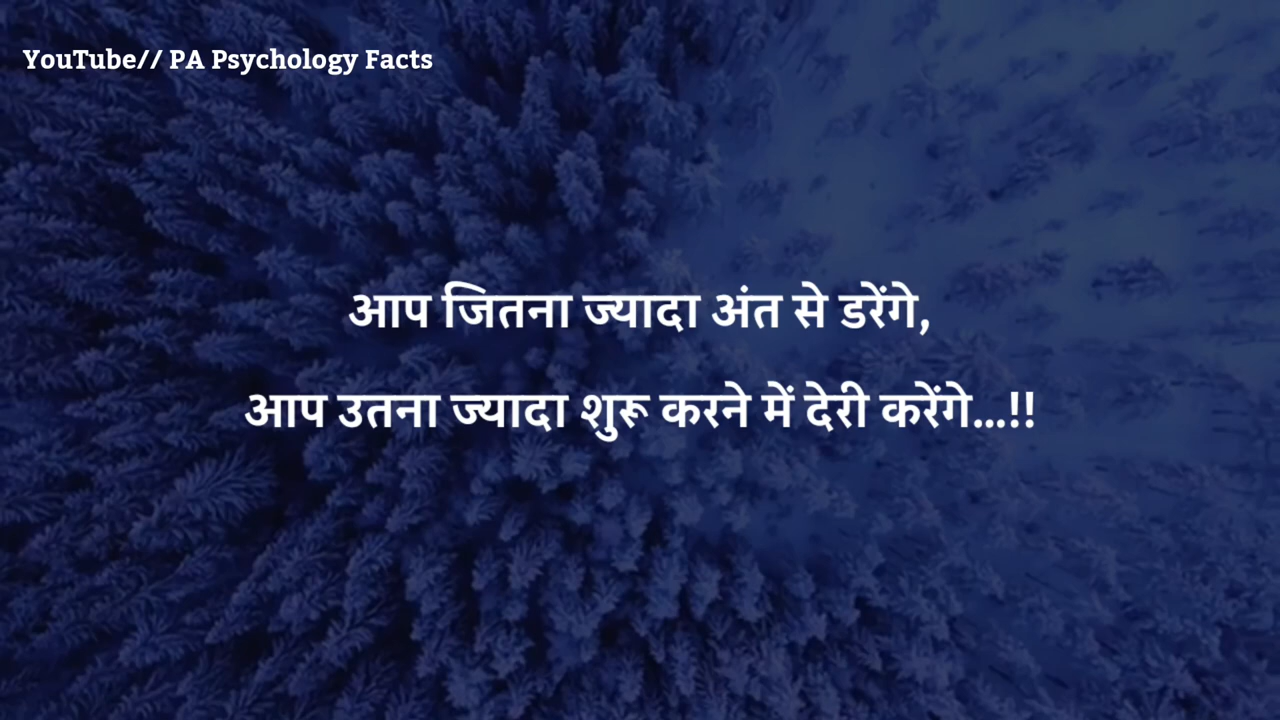 YouTube// PA Psychology Facts
आप जितना ज्यादा अंत से डरेंगे,
आप उतना ज्यादा शुरू करने में देरी करेंगे...!!